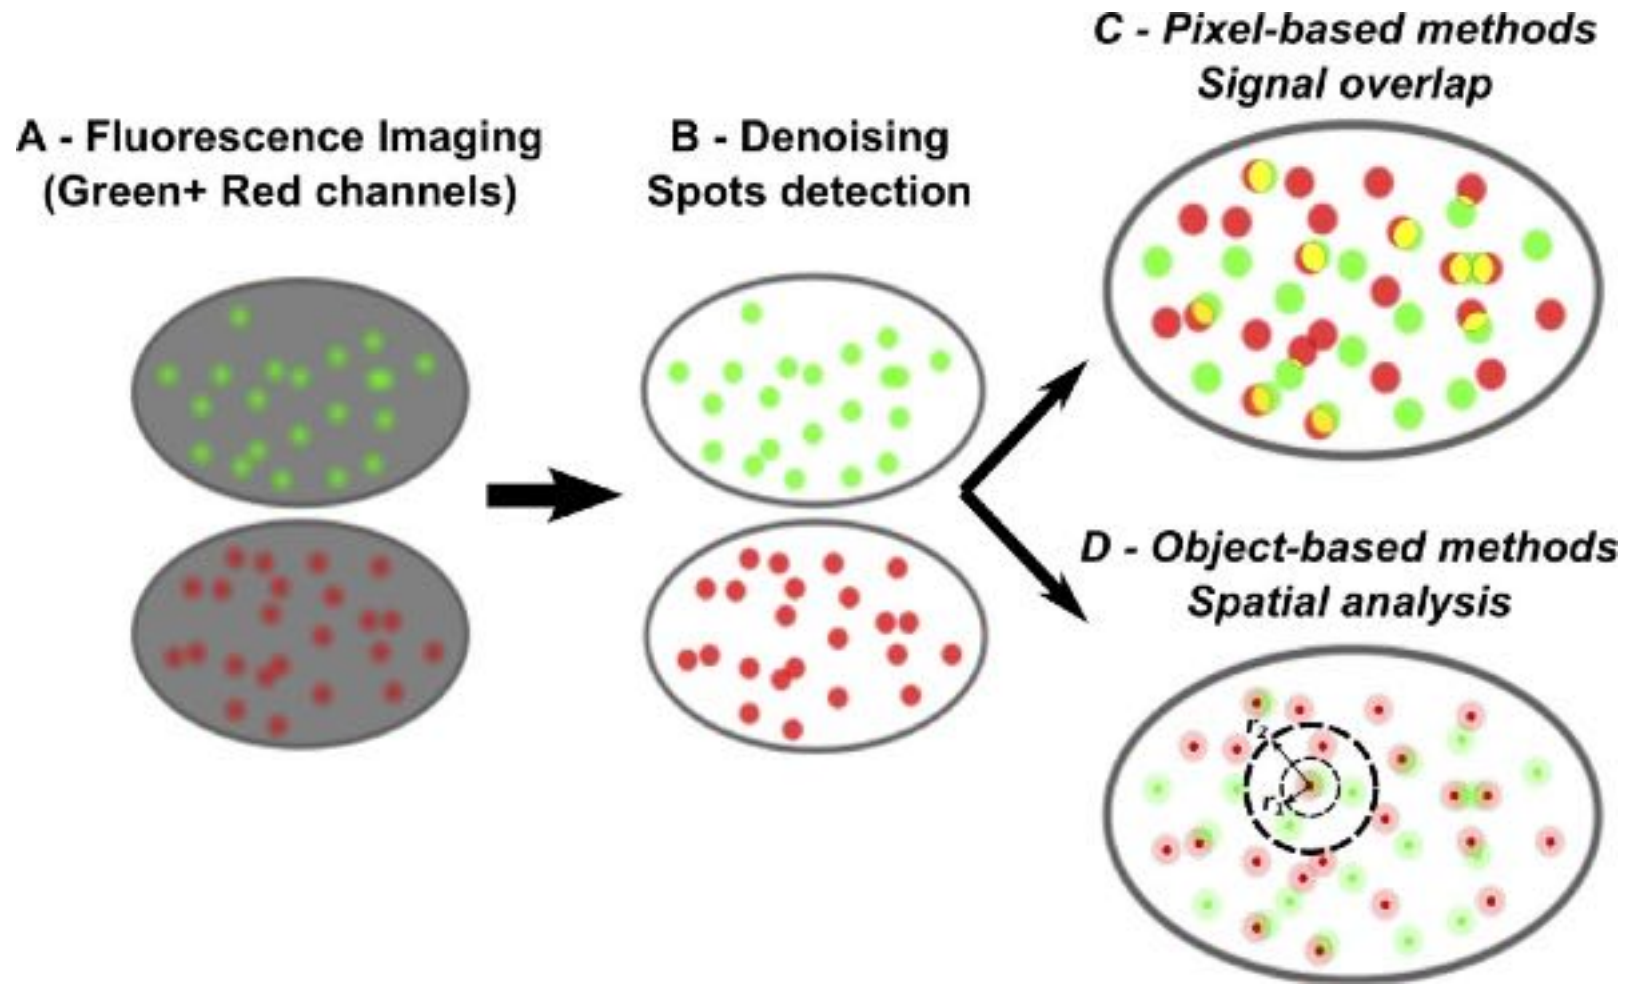 A - Fluorescence Imaging
(Green+ Red channels)
B - Denoising
Spots detection
C - Pixel-based methods
Signal overlap
D - Object-based methods
Spatial analysis
r2
r1